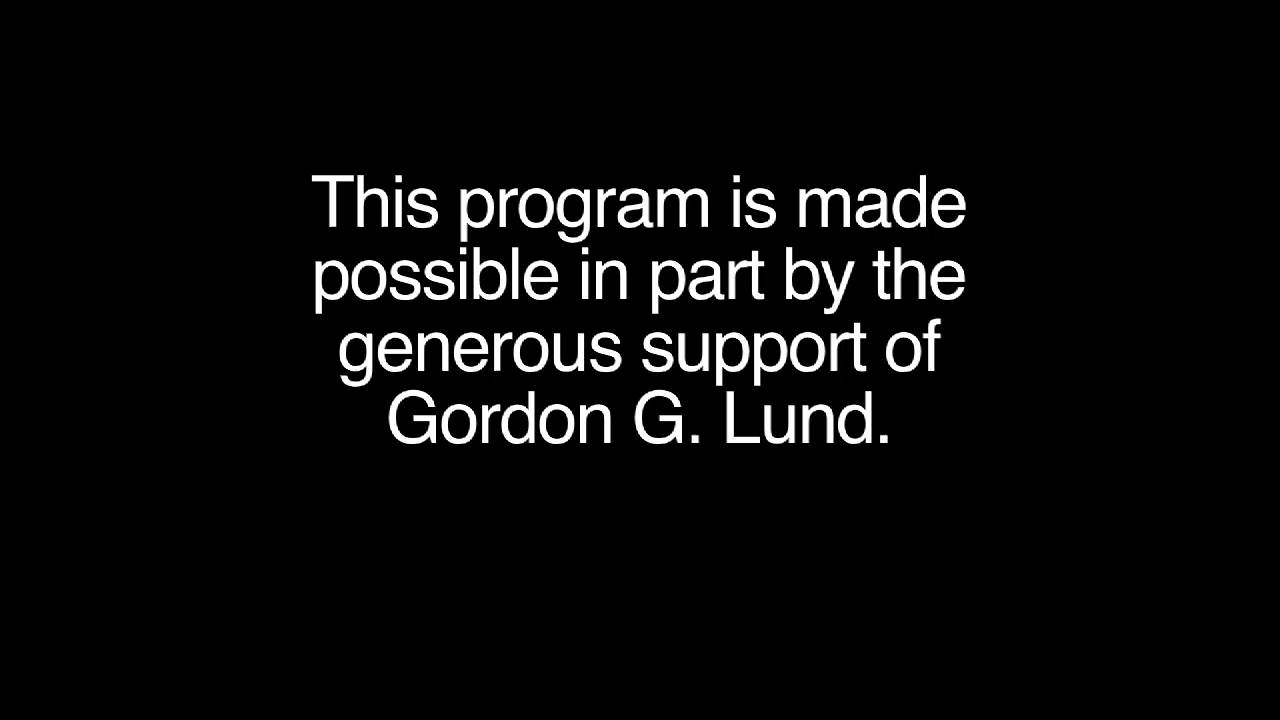 This program is made
possible in part by the
generous support of
Gordon G. Lund.